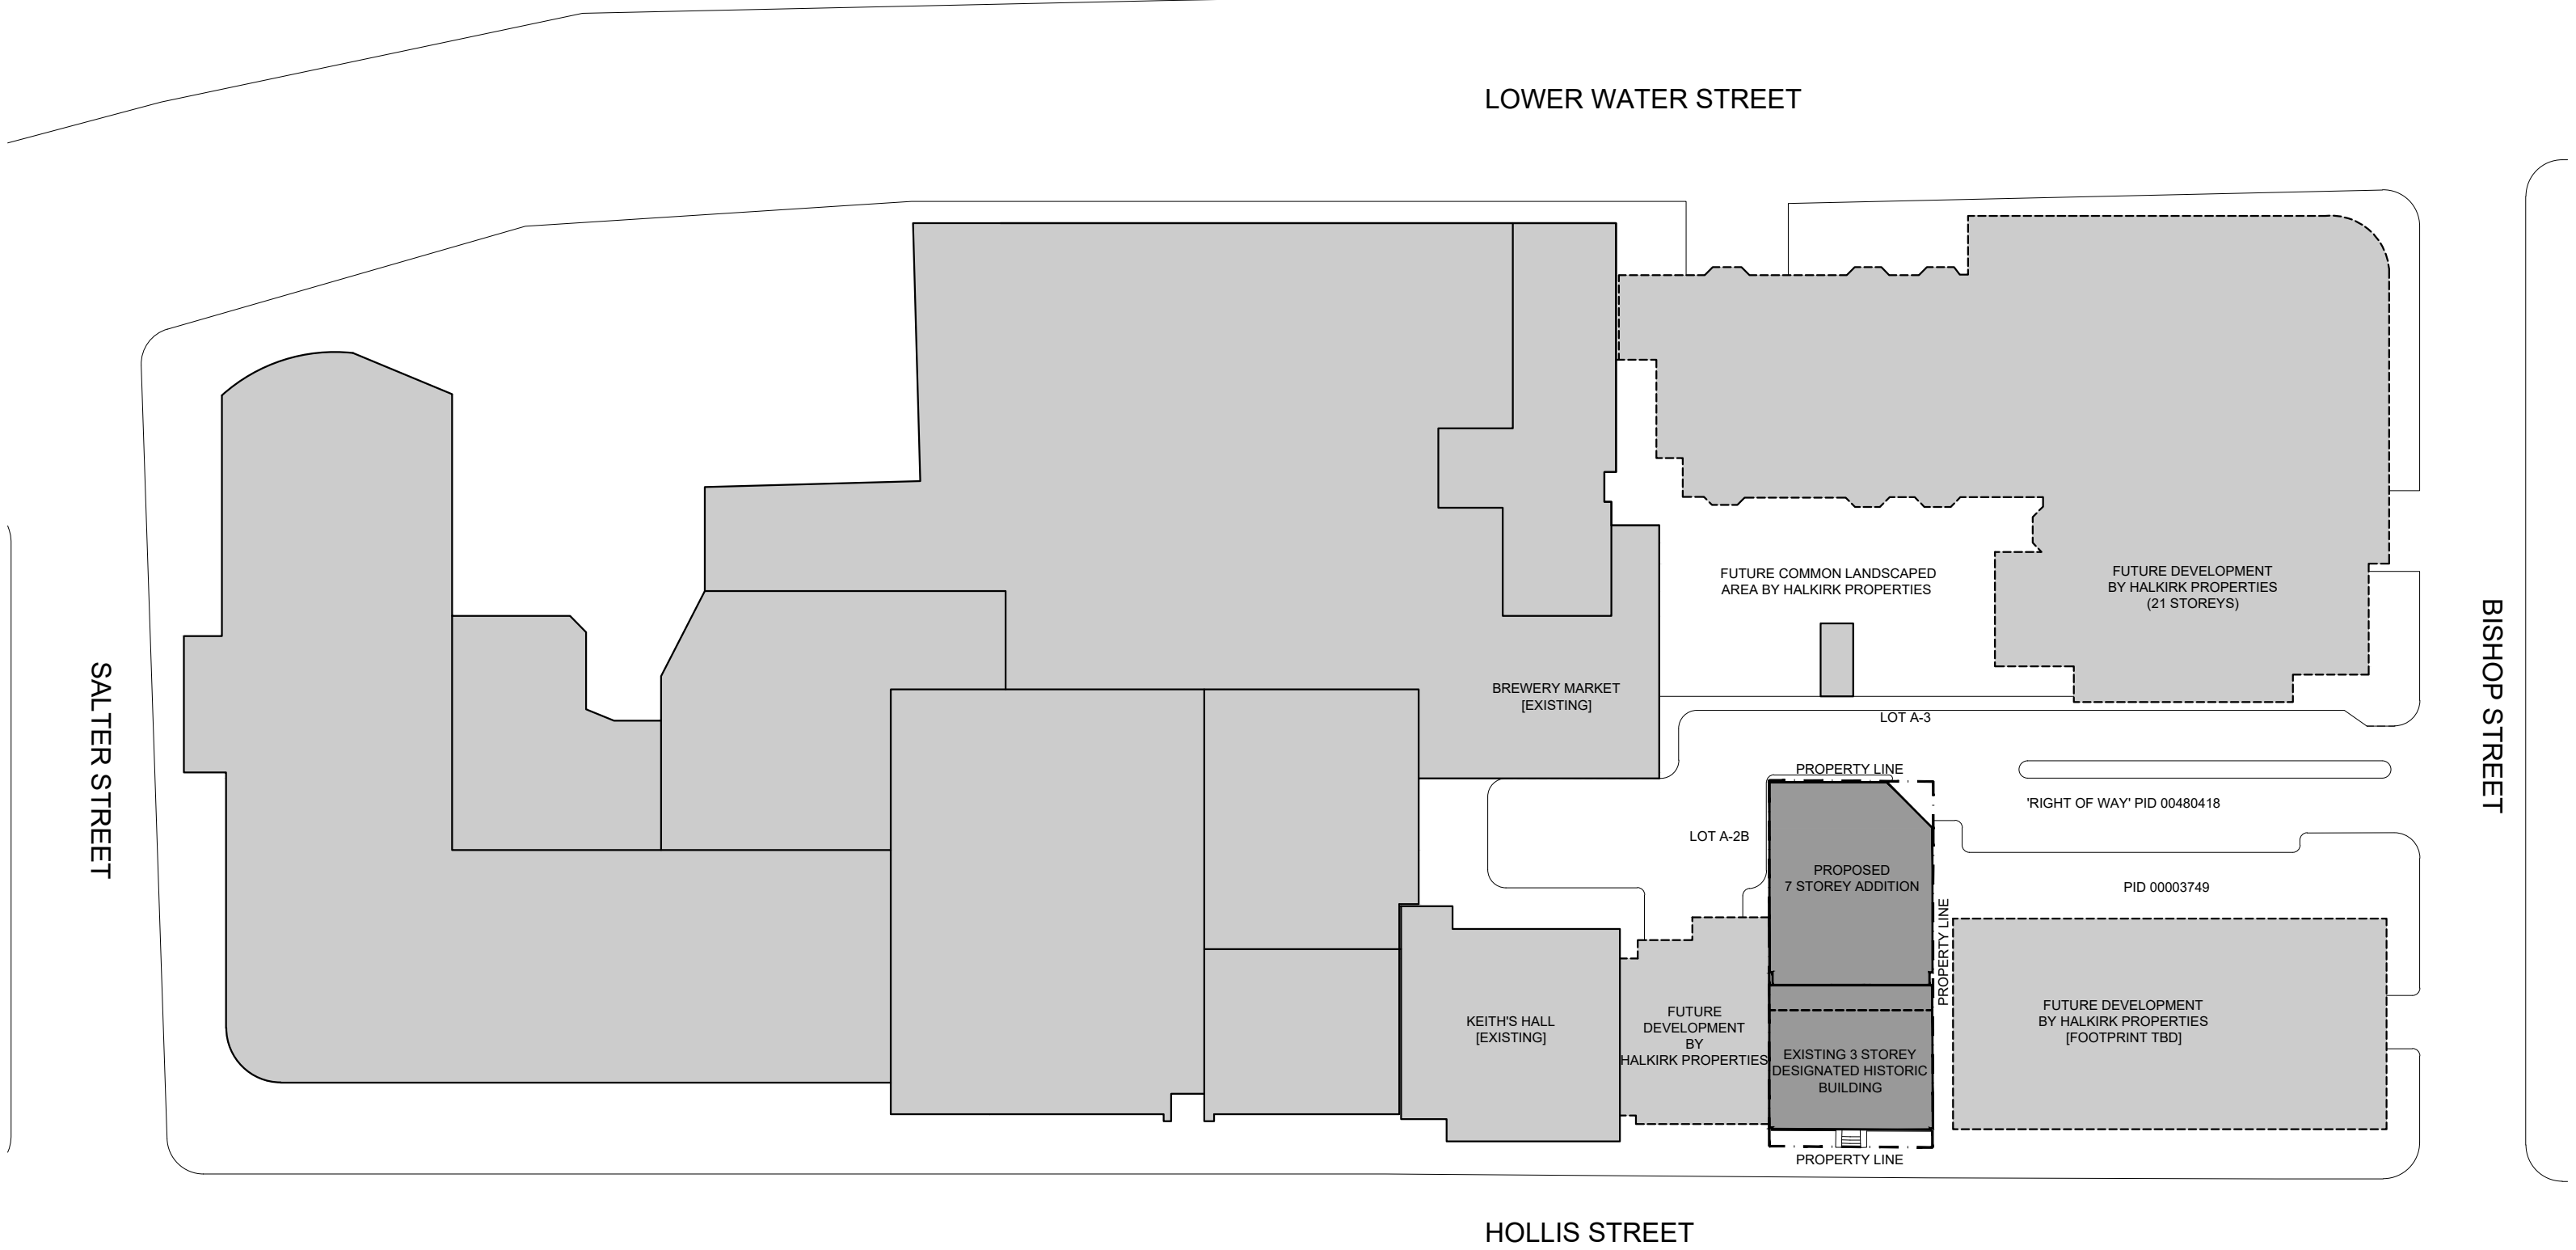 LOWER WATER STREET
FUTURE COMMON LANDSCAPED
AREA BY HALKIRK PROPERTIES
FUTURE DEVELOPMENT
BY HALKIRK PROPERTIES
(21 STOREYS)
SALTER STREET
BISHOP STREET
BREWERY MARKET
[EXISTING]
LOT A-3
PROPERTY LINE
'RIGHT OF WAY' PID 00480418
LOT A-2B
PROPOSED
7 STOREY ADDITION
PID 00003749
PROPERTY LINE
KEITH'S HALL
[EXISTING]
FUTURE
DEVELOPMENT
BY
HALKIRK PROPERTIES
EXISTING 3 STOREY
DESIGNATED HISTORIC
BUILDING
FUTURE DEVELOPMENT
BY HALKIRK PROPERTIES
[FOOTPRINT TBD]
PROPERTY LINE
HOLLIS STREET